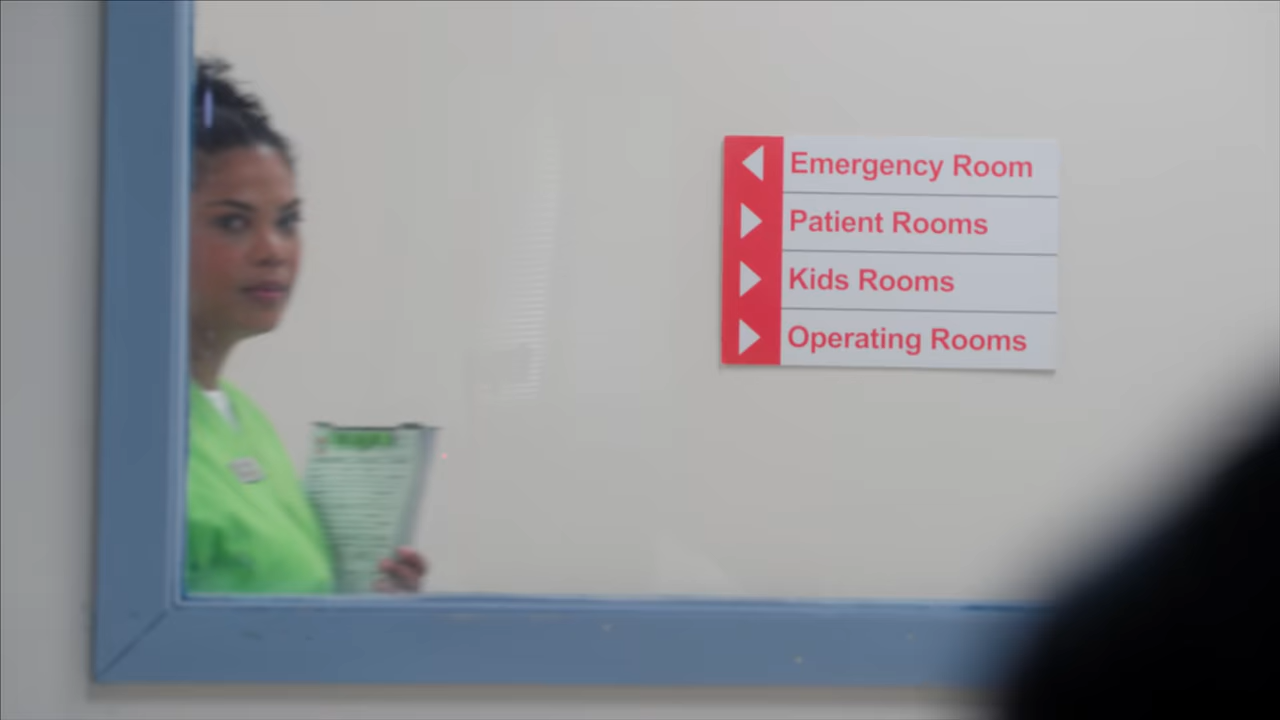 Emergency Room
Patient Rooms
Kids Rooms
Operating Rooms